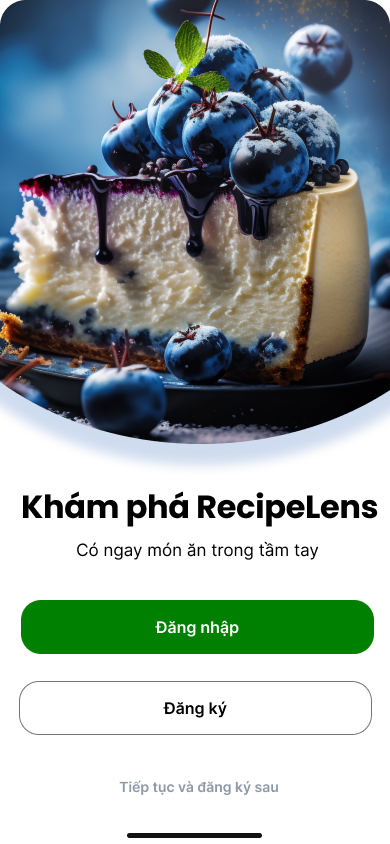 Khám phá RecipeLens
Có ngay món ăn trong tầm tay
Đăng nhập
Đăng ký
Tiếp tục và đăng ký sau